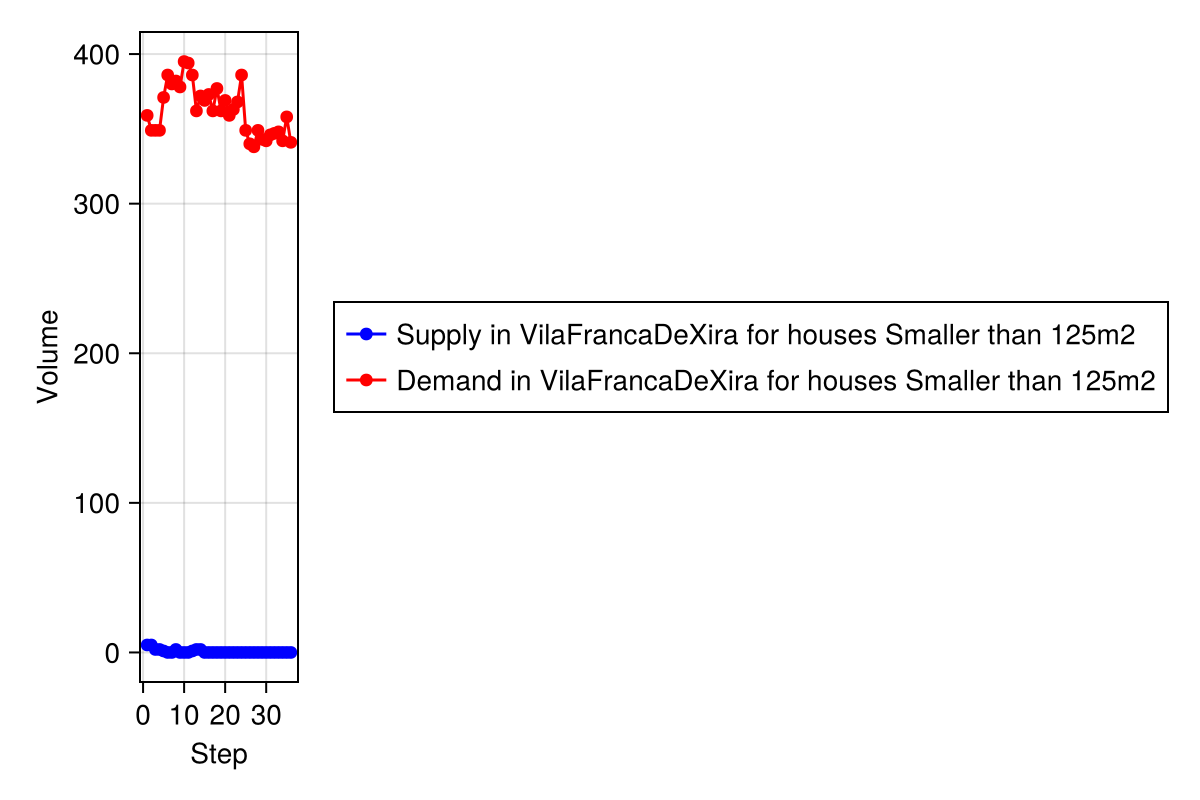 400
300
200
100
0
Volume
0 10 20 30
Step
Supply in VilaFrancaDeXira for houses Smaller than 125m2
Demand in VilaFrancaDeXira for houses Smaller than 125m2